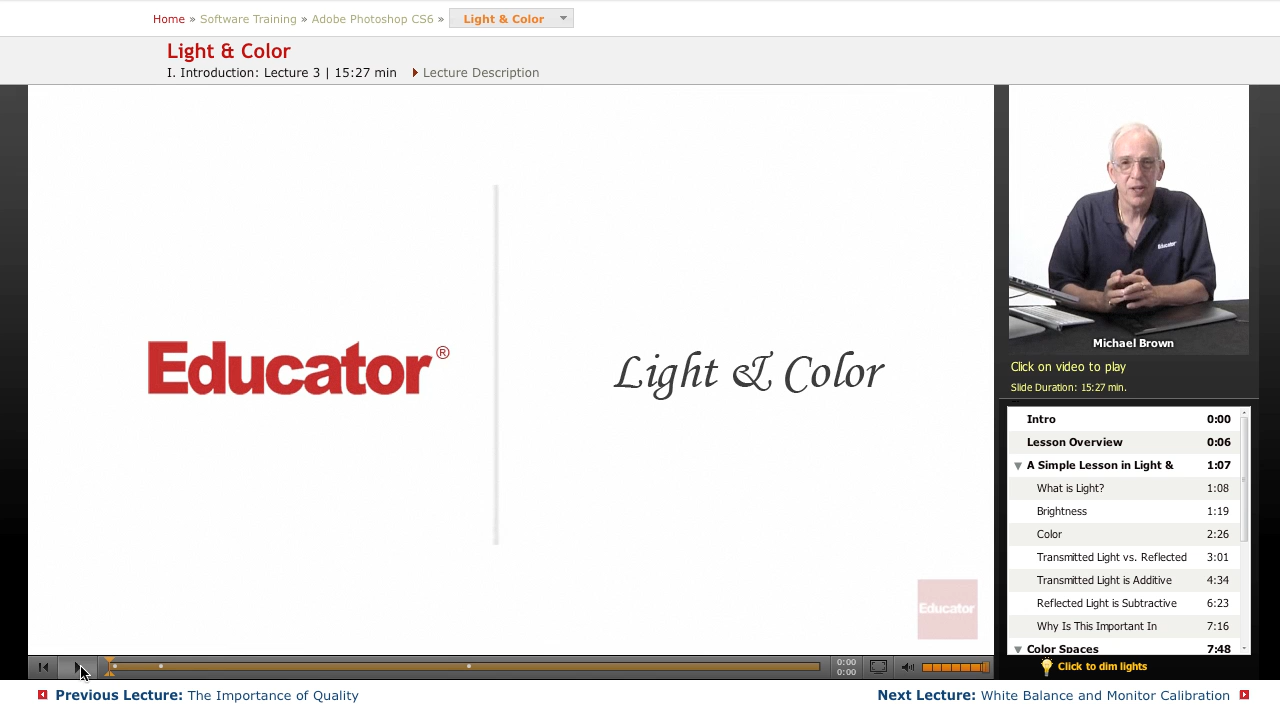 Home » Software Training » Adobe Photoshop CS6 » Light & Color
Light & Color
I. Introduction: Lecture 3 | 15:27 min Lecture Description
Educator®
Light & Color
Educator
Educator
Michael Brown
Click on video to play
Slide Duration: 15:27 min.
Intro 0:00
Lesson Overview 0:06
A Simple Lesson in Light & 1:07
What is Light? 1:08
Brightness 1:19
Color 2:26
Transmitted Light vs. Reflected 3:01
Transmitted Light is Additive 4:34
Reflected Light is Subtractive 6:23
Why Is This Important In 7:16
Color Spaces 7:48
0:00
0:00
Click to dim lights
Previous Lecture: The Importance of Quality
Next Lecture: White Balance and Monitor Calibration